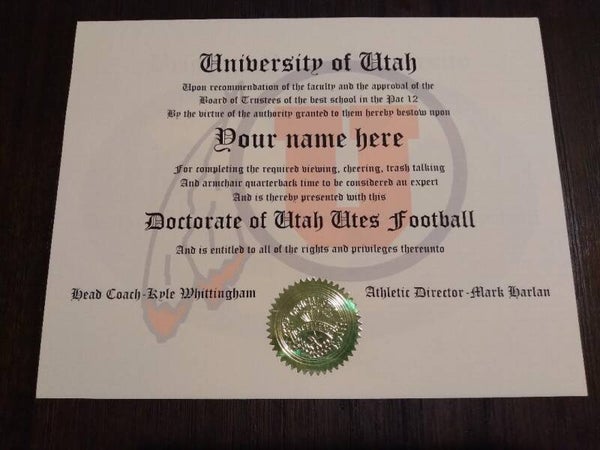 University of Utah
Upon recommendation of the faculty and the approval of the
Board of Trustees of the best school in the Pac 12
By the virtue of the authority granted to them hereby bestow upon
Your name here
For completing the required viewing, cheering, trash talking
And armchair quarterback time to be considered an expert
And is thereby presented with this
Doctorate of Utah Utes Football
And is entitled to all of the rights and privileges thereunto
Head Coach-Kyle Whittingham
Athletic Director-Mark Harlan